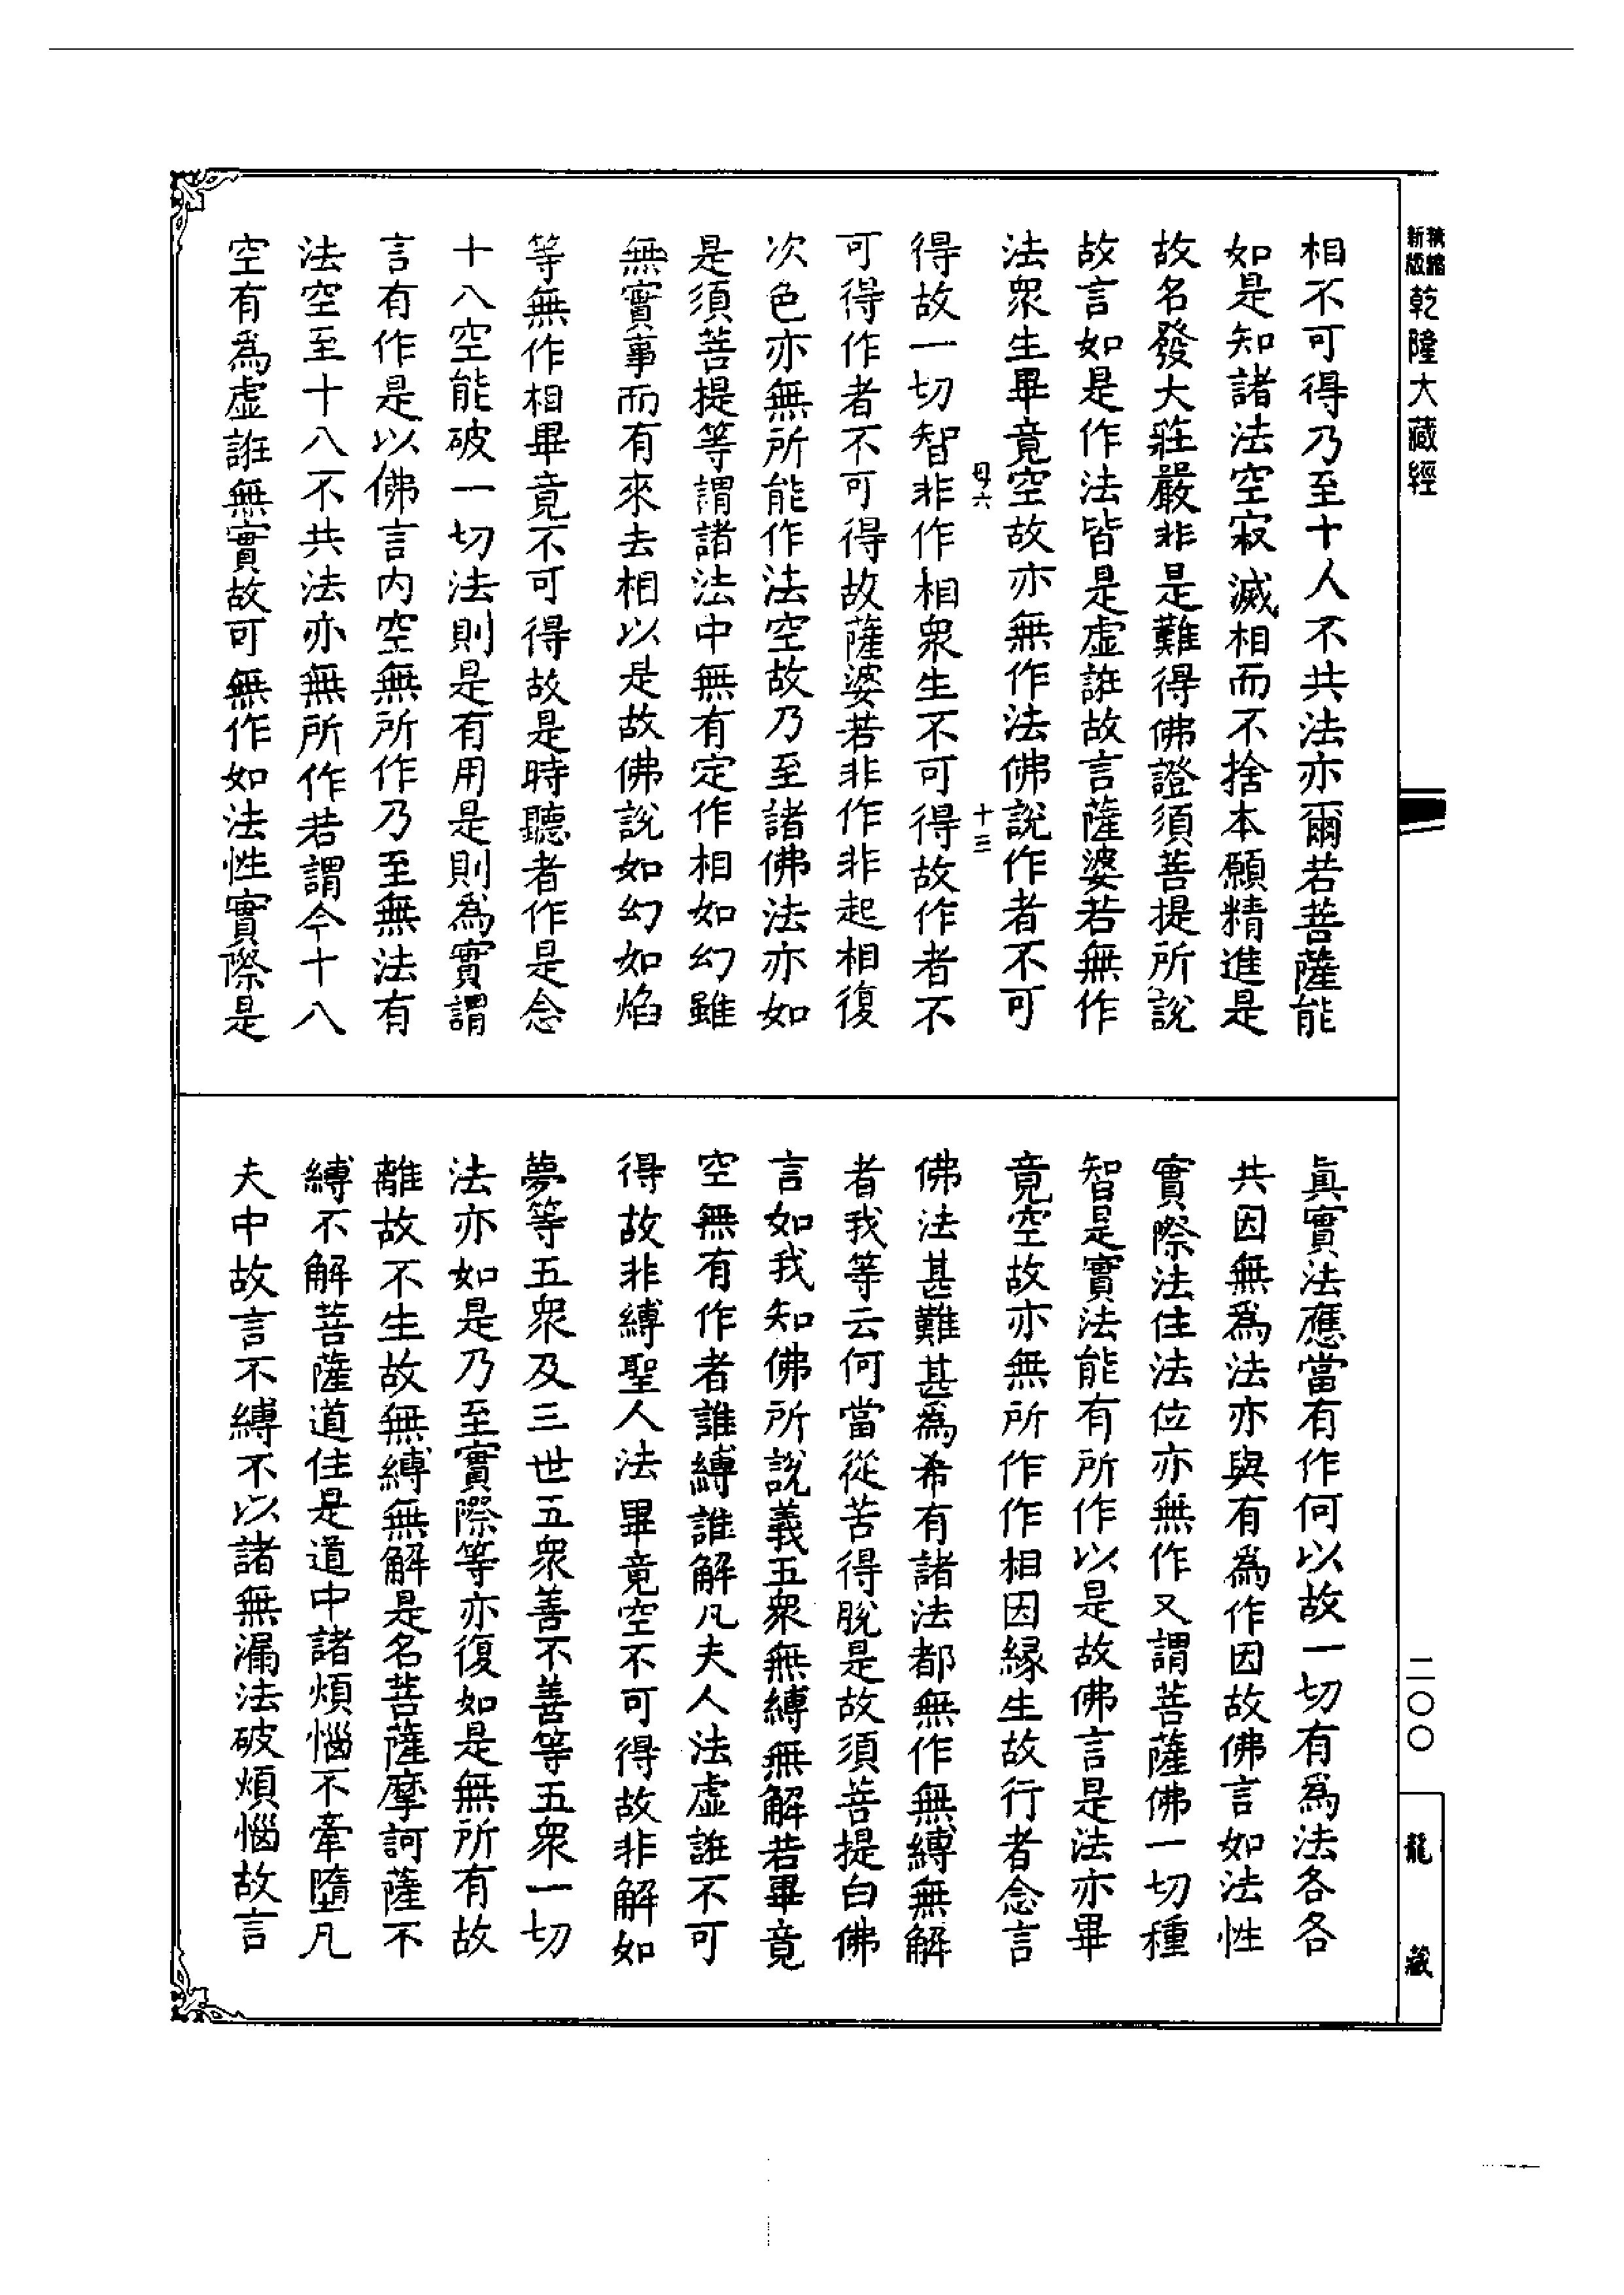 新版精縮
乾隆大藏經
相不可得乃至十人不共法亦爾若菩薩能
如是知諸法空寂滅相而不捨本願精進是
故名發大莊嚴非是難得佛證須菩提所說
故言如是作法皆是虛誑故言薩婆若無作
法眾生畢竟空故亦無作法佛說作者不可
母六
十三
得故一切智非作相眾生不可得故作者不
可得作者不可得故薩婆若非作非起相復
次色亦無所能作法空故乃至諸佛法亦如
是須菩提等謂諸法中無有定作相如幻雖
無實事而有來去相以是故佛說如幻如焰
等無作相畢竟不可得故是時聽者作是念
十八空能破一切法則是有用是則為實謂
言有作是以佛言內空無所作乃至無法有
法空至十八不共法亦無所作若謂今十八
空有為虛誑無實故可無作如法性實際是
真實法應當有作何以故一切有為法各各
共因無為法亦與有為作因故佛言如法性
實際法住法位亦無作又謂菩薩佛一切種
智是實法能有所作以是故佛言是法亦畢
竟空故亦無所作作相因緣生故行者念言
佛法甚難甚為希有諸法都無作無縛無解
者我等云何當從苦得脫是故須菩提白佛
言如我知佛所說義五眾無縛無解若畢竟
空無有作者誰縛誰解凡夫人法虛誑不可
得故非縛聖人法畢竟空不可得故非解如
夢等五眾及三世五眾善不善等五眾一切
法亦如是乃至實際等亦復如是無所有故
離故不生故無縛無解是名菩薩摩訶薩不
縛不解菩薩道住是道中諸煩惱不牽墮凡
夫中故言不縛不以諸無漏法破煩惱故言
二〇〇
龍藏